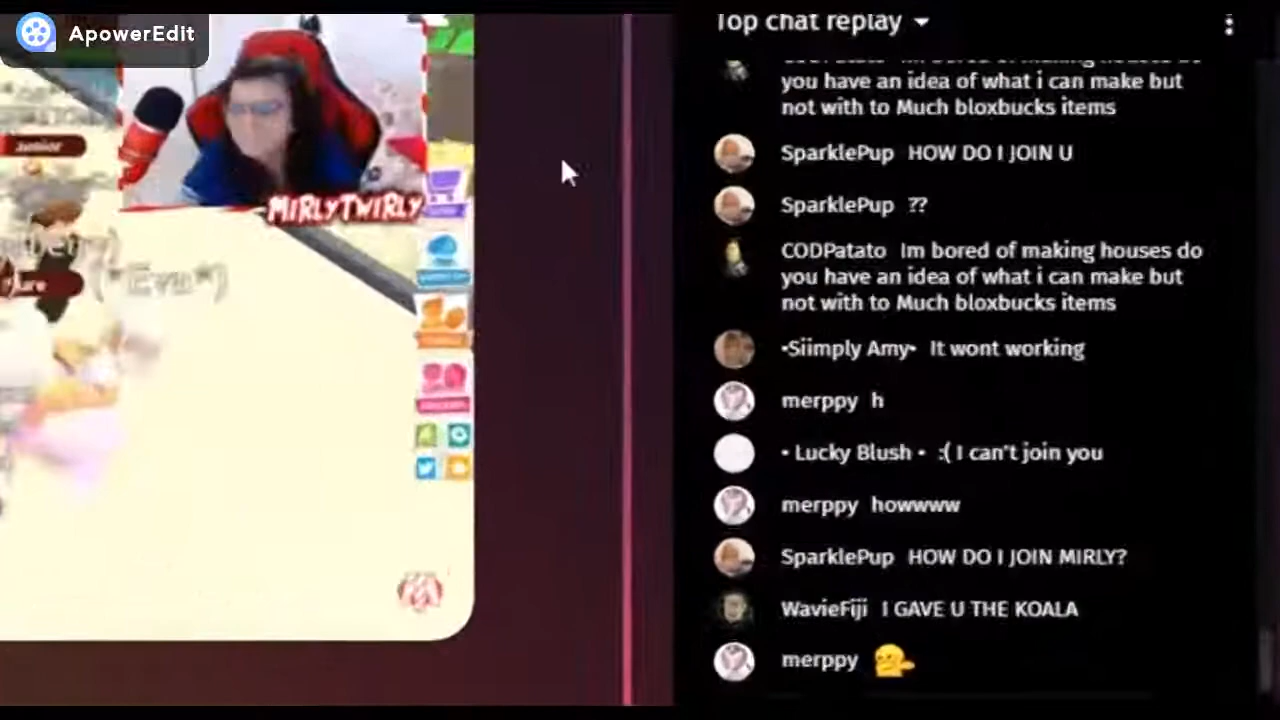 ApowerEdit
Top chat replay
you have an idea of what i can make but
not with to Much bloxbucks items
Junior
SparklePup HOW DO I JOIN U
MIRLYTWIRLY
SparklePup ??
CODPatato Im bored of making houses do
you have an idea of what i can make but
not with to Much bloxbucks items
•Siimply Amy• It wont working
merppy h
• Lucky Blush • :( I can't join you
merppy howwww
SparklePup HOW DO I JOIN MIRLY?
WavieFiji I GAVE U THE KOALA
merppy